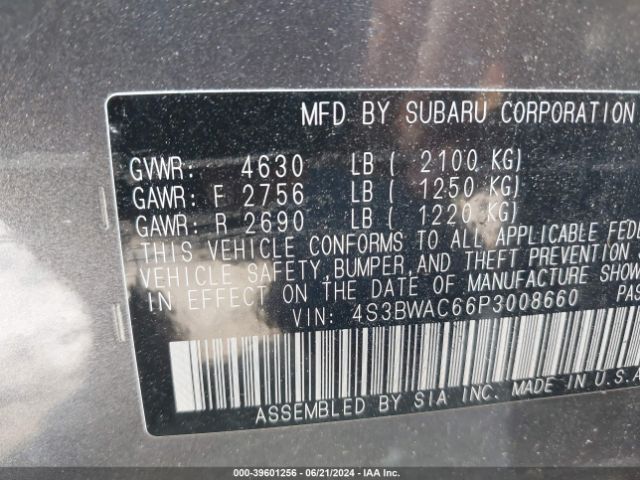 MFD BY SUBARU CORPORATION
GVWR: 4630 LB ( 2100 KG)
GAWR: F 2756 LB ( 1250 KG)
GAWR: R 2690 LB ( 1220 KG)
THIS VEHICLE CONFORMS TO ALL APPLICABLE FEDE
VEHICLE SAFETY, BUMPER, AND THEFT PREVENTION S
IN EFFECT ON THE DATE OF MANUFACTURE SHOWN
VIN: 4S3BWAC66P3008660 PAS
ASSEMBLED BY SIA INC. MADE IN U.S.A
000-39601256 - 06/21/2024 - IAA Inc.